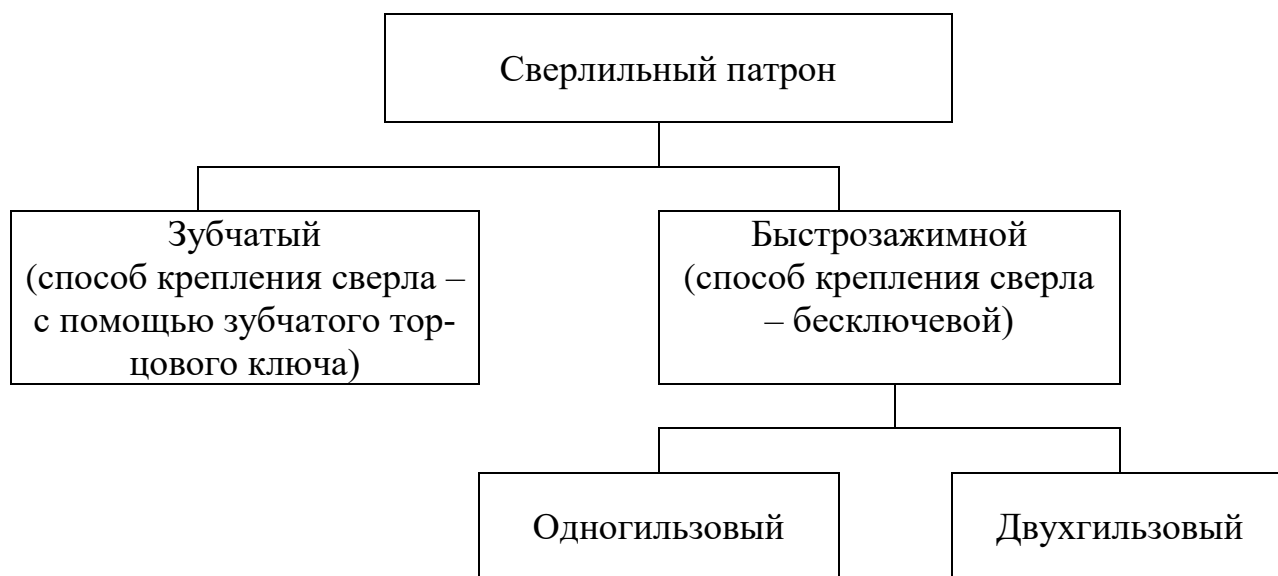 Сверлильный патрон
Зубчатый
(способ крепления сверла –
с помощью зубчатого тор-
цового ключа)
Быстрозажимной
(способ крепления сверла
– бесключевой)
Одногильзовый
Двухгильзовый